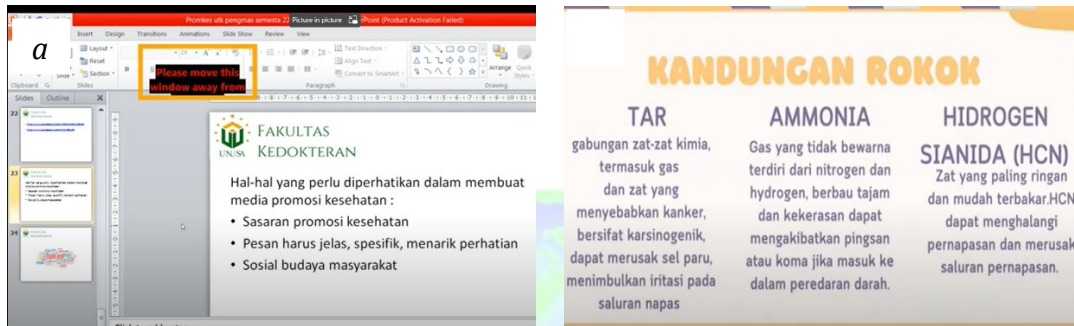 Promkes utk pengmas semesta 22 Picture in picture Point (Product Activation Failed)
Insert Design Transitions Animations Slide Show Review View
a
Layout
Reset
Section
Text Direction
Align Text
Convert to SmartArt
Arrange Quick
Styles
Clipboard Slides Paragraph Drawing
Please move this
window away from
Slides Outline X
22
23
24
UNUSA
FAKULTAS
KEDOKTERAN
Hal-hal yang perlu diperhatikan dalam membuat
media promosi kesehatan :
• Sasaran promosi kesehatan
• Pesan harus jelas, spesifik, menarik perhatian
• Sosial budaya masyarakat
KANDUNGAN ROKOK
TAR
gabungan zat-zat kimia,
termasuk gas
dan zat yang
menyebabkan kanker,
bersifat karsinogenik,
dapat merusak sel paru,
menimbulkan iritasi pada
saluran napas
AMMONIA
Gas yang tidak bewarna
terdiri dari nitrogen dan
hydrogen, berbau tajam
dan kekerasan dapat
mengakibatkan pingsan
atau koma jika masuk ke
dalam peredaran darah.
HIDROGEN
SIANIDA (HCN)
Zat yang paling ringan
dan mudah terbakar.HCN
dapat menghalangi
pernapasan dan merusak
saluran pernapasan.